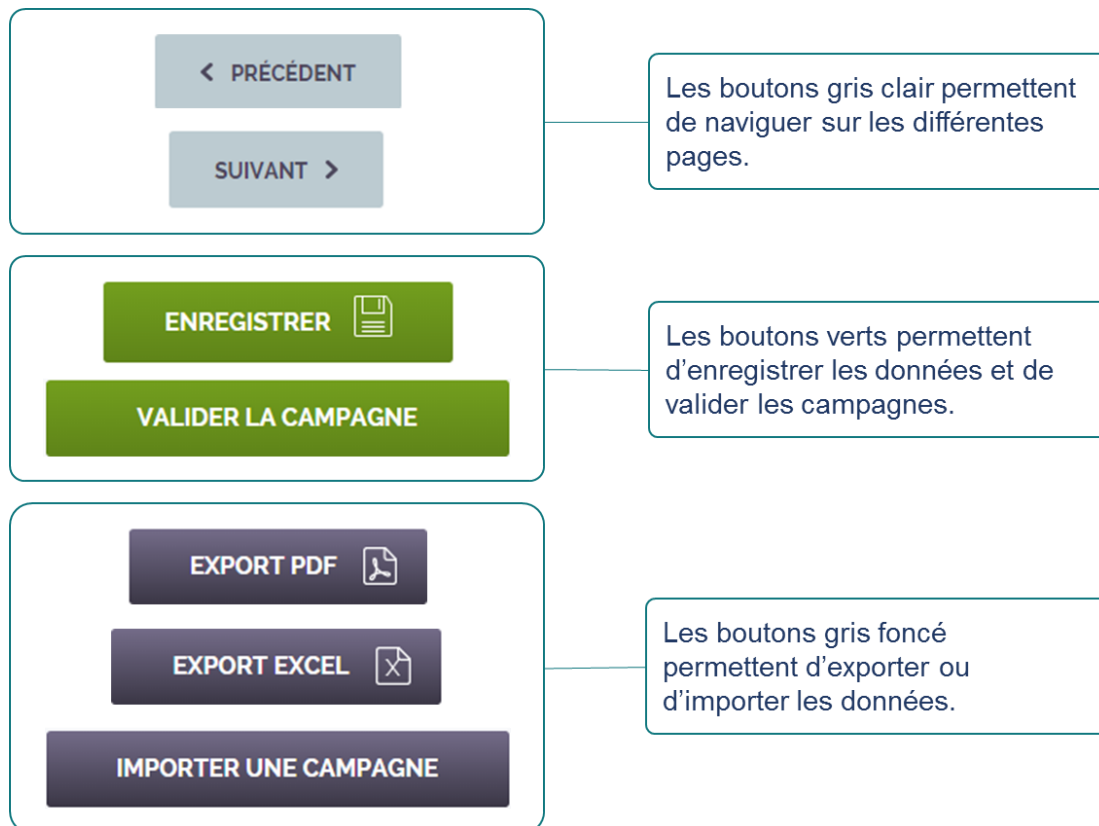 PRÉCÉDENT
SUIVANT
Les boutons gris clair permettent
de naviguer sur les différentes
pages.
ENREGISTRER
VALIDER LA CAMPAGNE
Les boutons verts permettent
d’enregistrer les données et de
valider les campagnes.
EXPORT PDF
EXPORT EXCEL
IMPORTER UNE CAMPAGNE
Les boutons gris foncé
permettent d’exporter ou
d’importer les données.